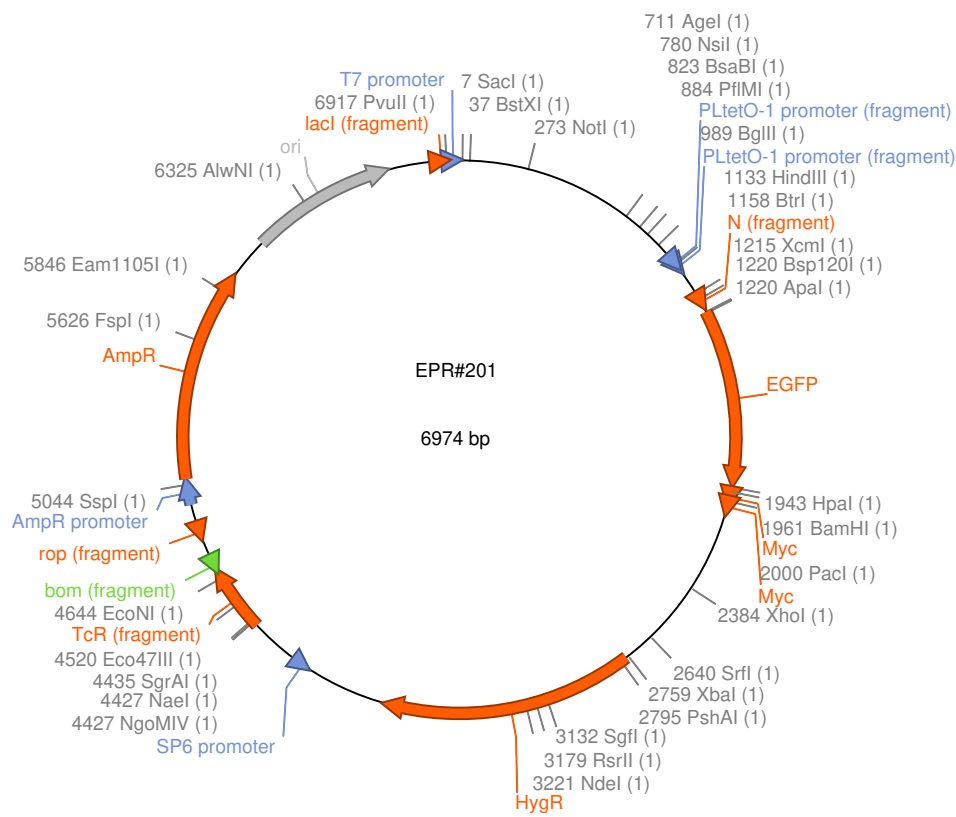 711 AgeI (1)
780 NsiI (1)
823 BsaBI (1)
884 PflMI (1)
PLtetO-1 promoter (fragment)
989 BglII (1)
PLtetO-1 promoter (fragment)
1133 HindIII (1)
1158 BtrI (1)
N (fragment)
1215 XcmI (1)
1220 Bsp120I (1)
1220 ApaI (1)
EGFP
1943 HpaI (1)
1961 BamHI (1)
Myc
2000 PacI (1)
Myc
2384 XhoI (1)
2640 SrfI (1)
2759 XbaI (1)
2795 PshAI (1)
3132 SgfI (1)
3179 RsrII (1)
3221 NdeI (1)
HygR
SP6 promoter
4427 NgoMIV (1)
4427 NaeI (1)
4435 SgrAI (1)
4520 Eco47III (1)
TcR (fragment)
4644 EcoNI (1)
bom (fragment)
rop (fragment)
AmpR promoter
5044 SspI (1)
AmpR
5626 FspI (1)
5846 Eam1105I (1)
6325 AlwNI (1)
ori
lacI (fragment)
6917 PvuII (1)
T7 promoter
7 SacI (1)
37 BstXI (1)
273 NotI (1)
EPR#201
6974 bp